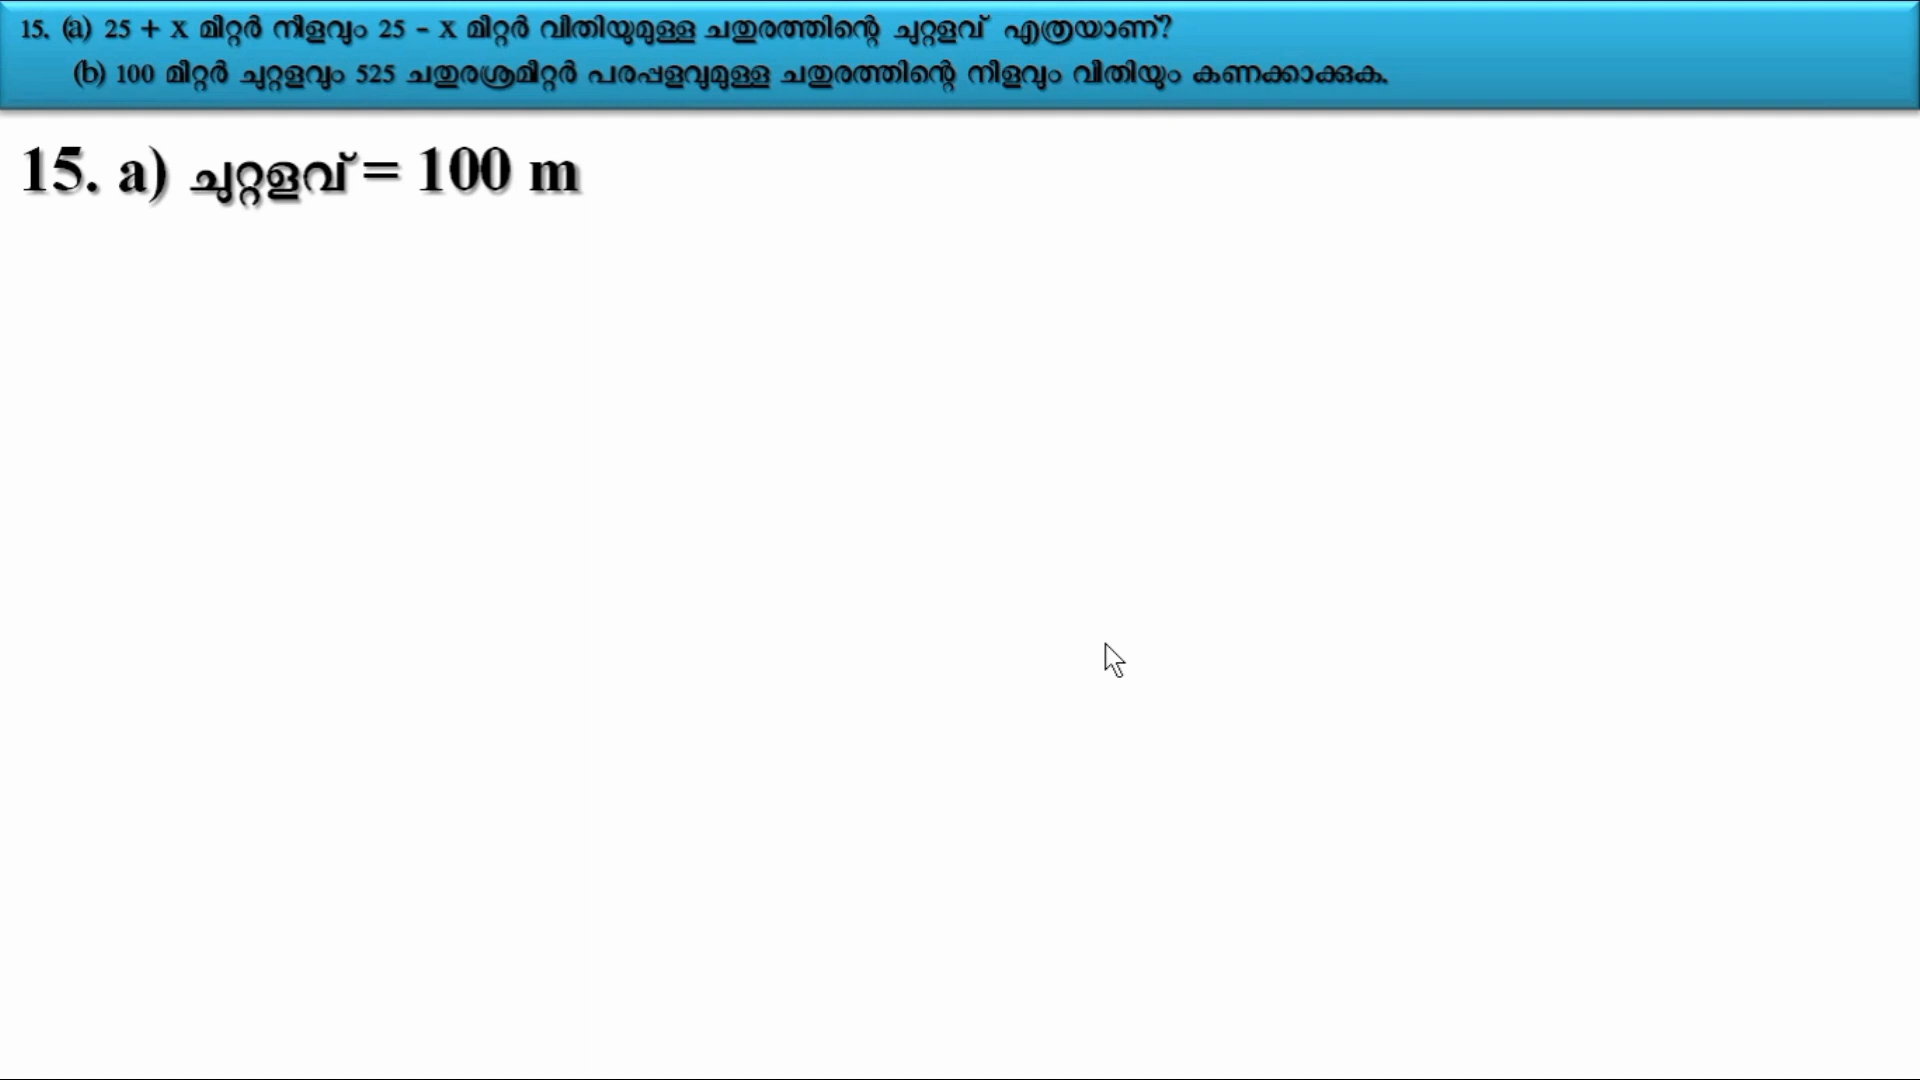 15. (a) 25 + x മീറ്റർ നീളവും 25 - x മീറ്റർ വീതിയുമുള്ള ചതുരത്തിന്റെ ചുറ്റളവ് എത്രയാണ്?
(b) 100 മീറ്റർ ചുറ്റളവും 525 ചതുരശ്രമീറ്റർ പരപ്പളവുമുള്ള ചതുരത്തിന്റെ നീളവും വീതിയും കണക്കാക്കുക.
15. a) ചുറ്റളവ് = 100 m